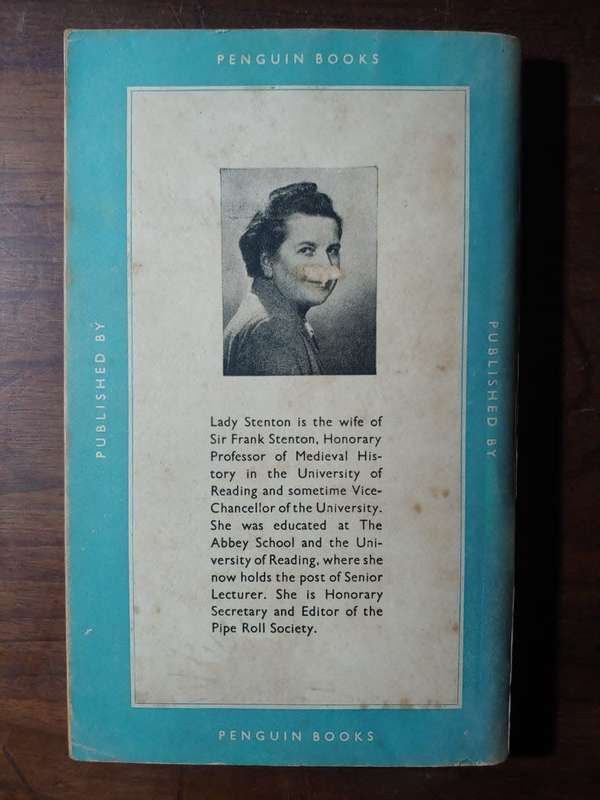 PENGUIN BOOKS
PUBLISHED BY
PUBLISHED BY
Lady Stenton is the wife of
Sir Frank Stenton, Honorary
Professor of Medieval His-
tory in the University of
Reading and sometime Vice-
Chancellor of the University.
She was educated at The
Abbey School and the Uni-
versity of Reading, where she
now holds the post of Senior
Lecturer. She is Honorary
Secretary and Editor of the
Pipe Roll Society.
PENGUIN BOOKS